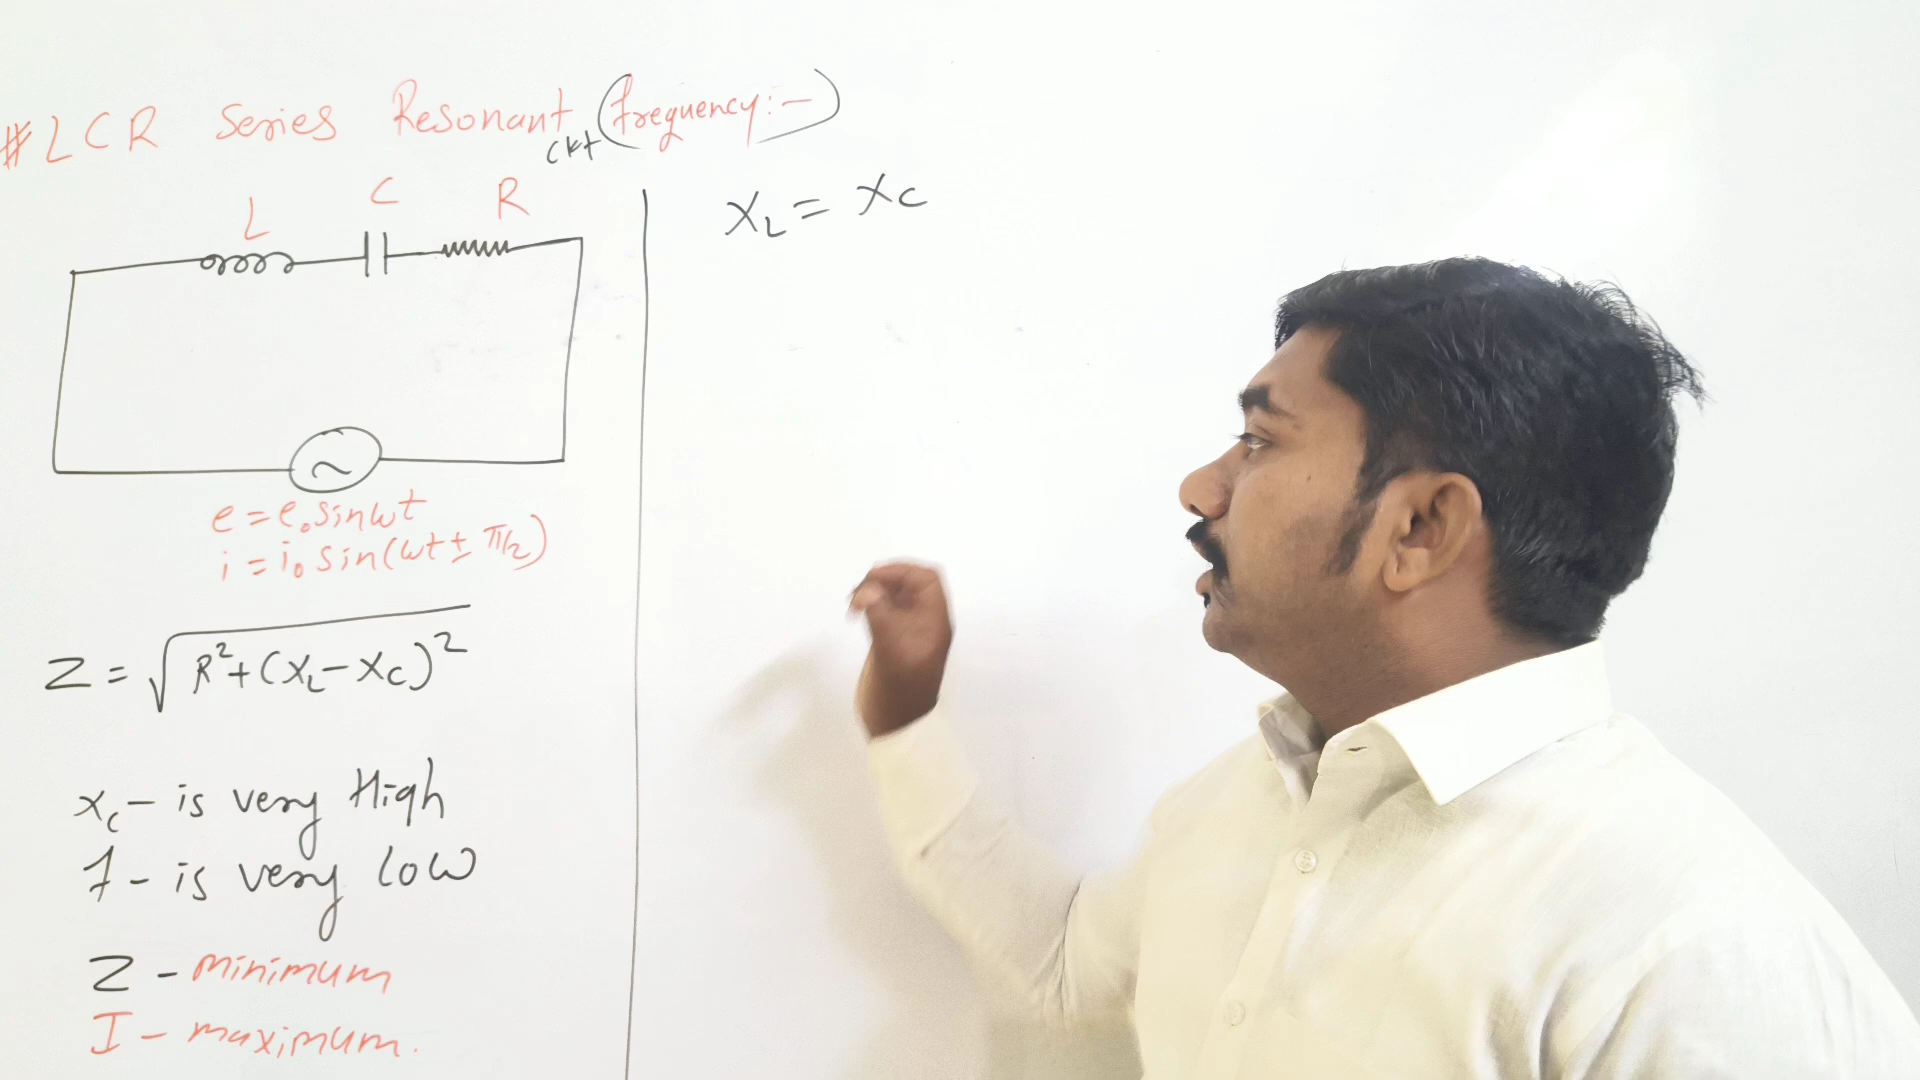 #LCR Series Resonant ckt (frequency:-)
L C R
e = e₀ sinωt
i = i₀ sin(ωt ± π/2)
Z = √R²+(X_L-X_C)²
X_C - is very High
f - is very low
Z - minimum
I - maximum.
X_L = X_C